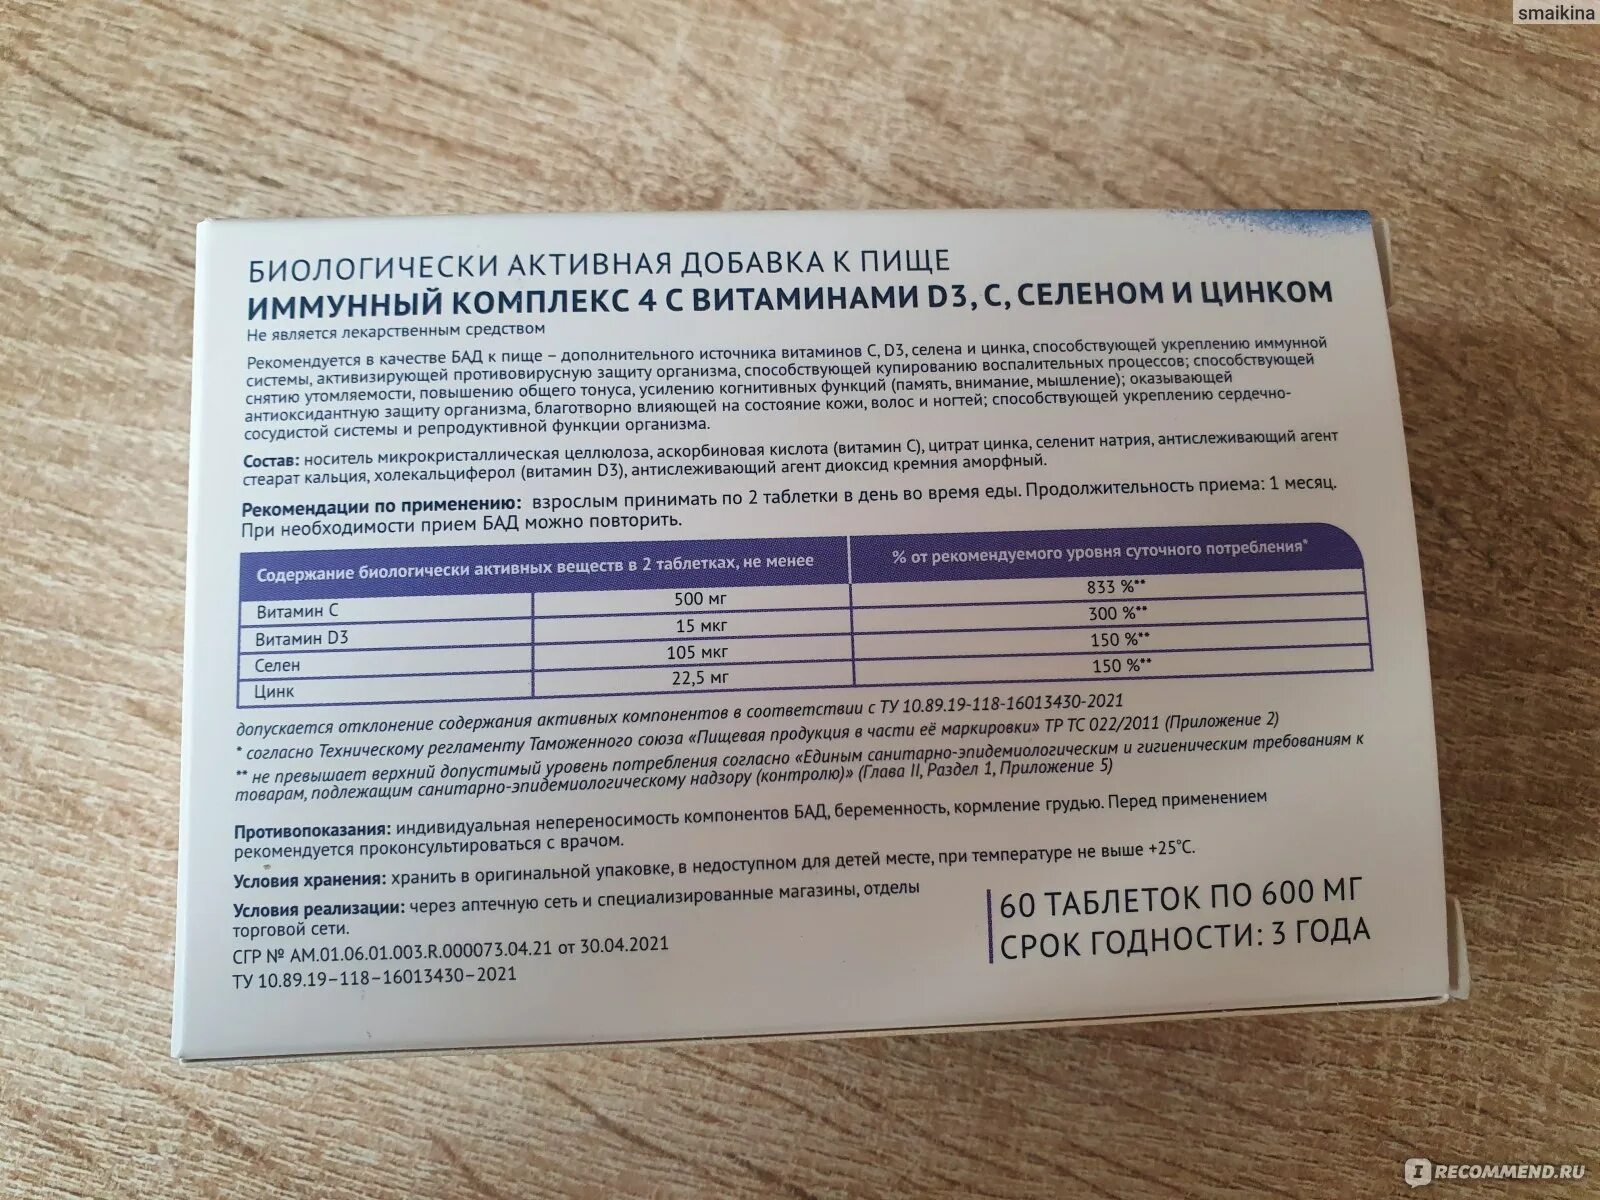 smaikina
БИОЛОГИЧЕСКИ АКТИВНАЯ ДОБАВКА К ПИЩЕ
ИММУННЫЙ КОМПЛЕКС 4 С ВИТАМИНАМИ D3, С, СЕЛЕНОМ И ЦИНКОМ
Не является лекарственным средством
Рекомендуется в качестве БАД к пище – дополнительного источника витаминов С, D3, селена и цинка, способствующей укреплению иммунной
системы, активизирующей противовирусную защиту организма, способствующей купированию воспалительных процессов; способствующей
снятию утомляемости, повышению общего тонуса, усилению когнитивных функций (память, внимание, мышление); оказывающей
антиоксидантную защиту организма, благотворно влияющей на состояние кожи, волос и ногтей; способствующей укреплению сердечно-
сосудистой системы и репродуктивной функции организма.
Состав: носитель микрокристаллическая целлюлоза, аскорбиновая кислота (витамин С), цитрат цинка, селенит натрия, антислеживающий агент
стеарат кальция, холекальциферол (витамин D3), антислеживающий агент диоксид кремния аморфный.
Рекомендации по применению: взрослым принимать по 2 таблетки в день во время еды. Продолжительность приема: 1 месяц.
При необходимости прием БАД можно повторить.
Содержание биологически активных веществ в 2 таблетках, не менее % от рекомендуемого уровня суточного потребления*
Витамин С 500 мг 833 %**
Витамин D3 15 мкг 300 %**
Селен 105 мкг 150 %**
Цинк 22,5 мг 150 %**
допускается отклонение содержания активных компонентов в соответствии с ТУ 10.89.19-118-16013430-2021
* согласно Техническому регламенту Таможенного союза «Пищевая продукция в части её маркировки» ТР ТС 022/2011 (Приложение 2)
** не превышает верхний допустимый уровень потребления согласно «Единым санитарно-эпидемиологическим и гигиеническим требованиям к
товарам, подлежащим санитарно-эпидемиологическому надзору (контролю)» (Глава II, Раздел 1, Приложение 5)
Противопоказания: индивидуальная непереносимость компонентов БАД, беременность, кормление грудью. Перед применением
рекомендуется проконсультироваться с врачом.
Условия хранения: хранить в оригинальной упаковке, в недоступном для детей месте, при температуре не выше +25°С.
Условия реализации: через аптечную сеть и специализированные магазины, отделы
торговой сети.
СГР № AM.01.06.01.003.R.000073.04.21 от 30.04.2021
ТУ 10.89.19–118–16013430–2021
60 ТАБЛЕТОК ПО 600 МГ
СРОК ГОДНОСТИ: 3 ГОДА
IRECOMMEND.RU